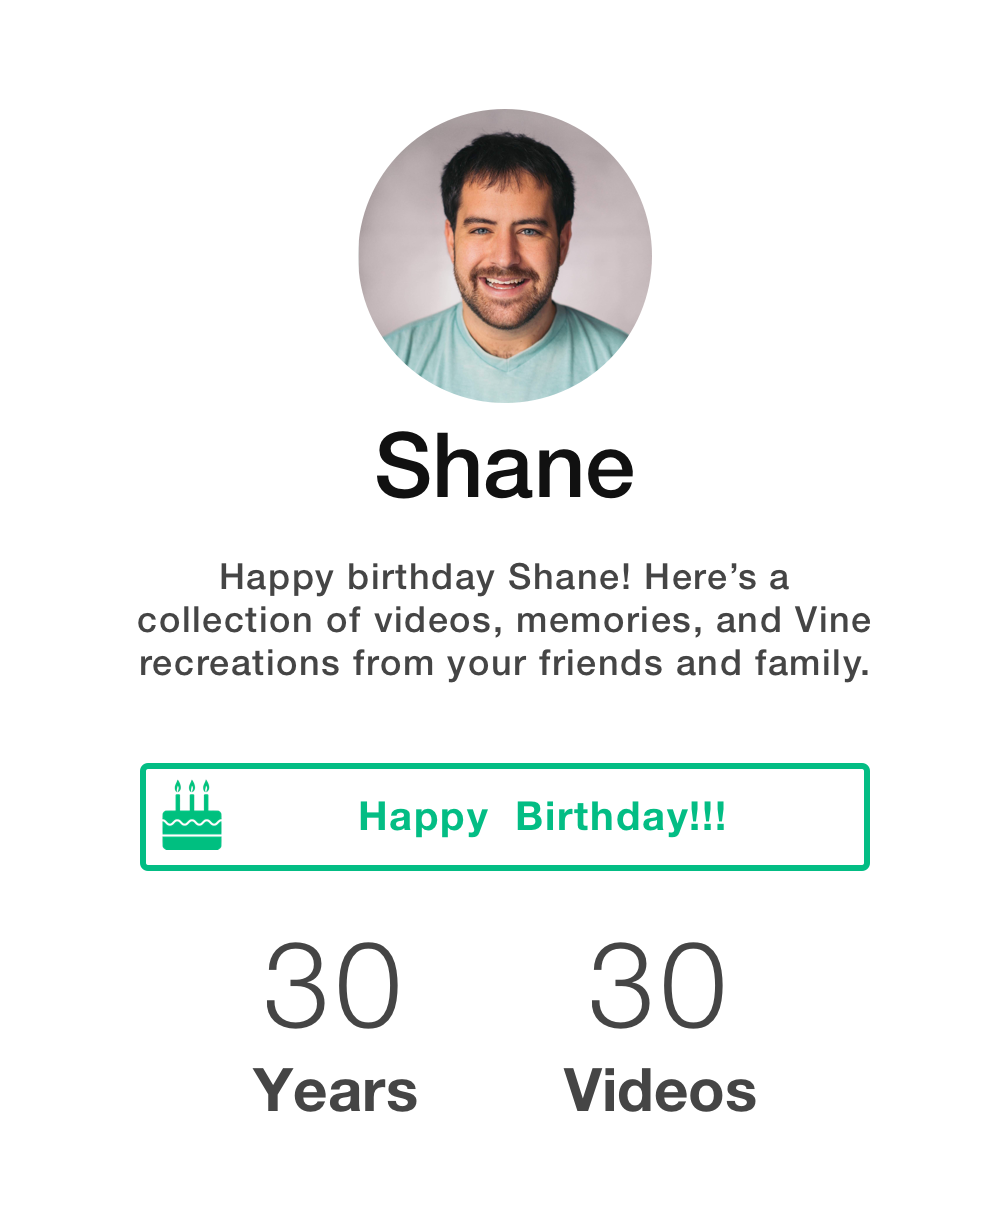 Shane
Happy birthday Shane! Here’s a
collection of videos, memories, and Vine
recreations from your friends and family.
Happy Birthday!!!
30 30
Years Videos